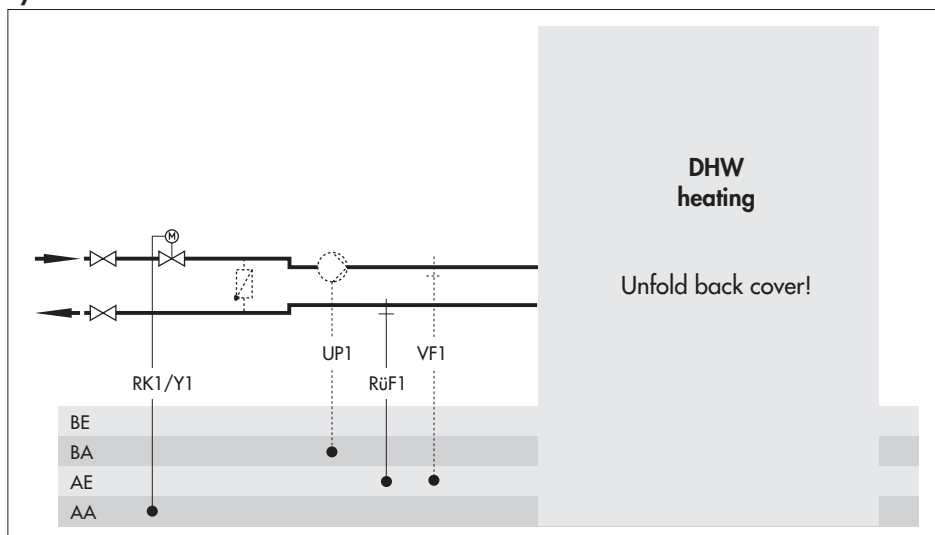 DHW
heating
Unfold back cover!
M
UP1
VF1
RK1/Y1
RüF1
BE
BA
AE
AA